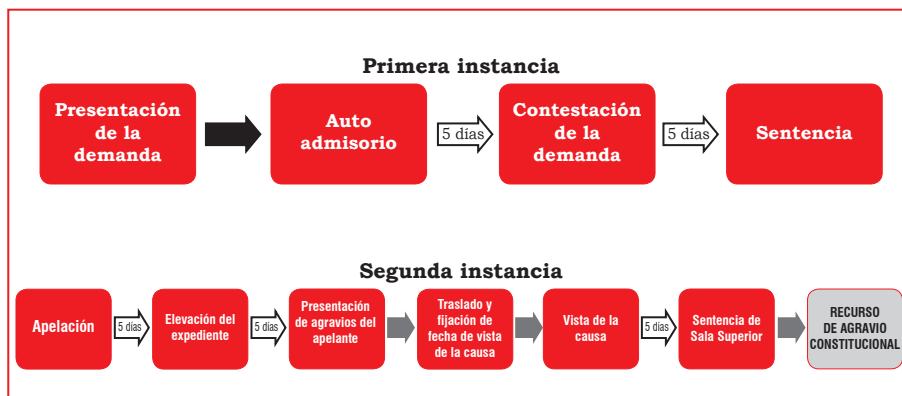 Primera instancia
Presentación
de la
demanda
Auto
admisorio
5 días
Contestación
de la
demanda
5 días
Sentencia
Segunda instancia
Apelación
5 días
Elevación del
expediente
5 días
Presentación
de agravios del
apelante
Traslado y
fijación de
fecha de vista
de la causa
Vista de la
causa
5 días
Sentencia de
Sala Superior
RECURSO
DE AGRAVIO
CONSTITUCIONAL